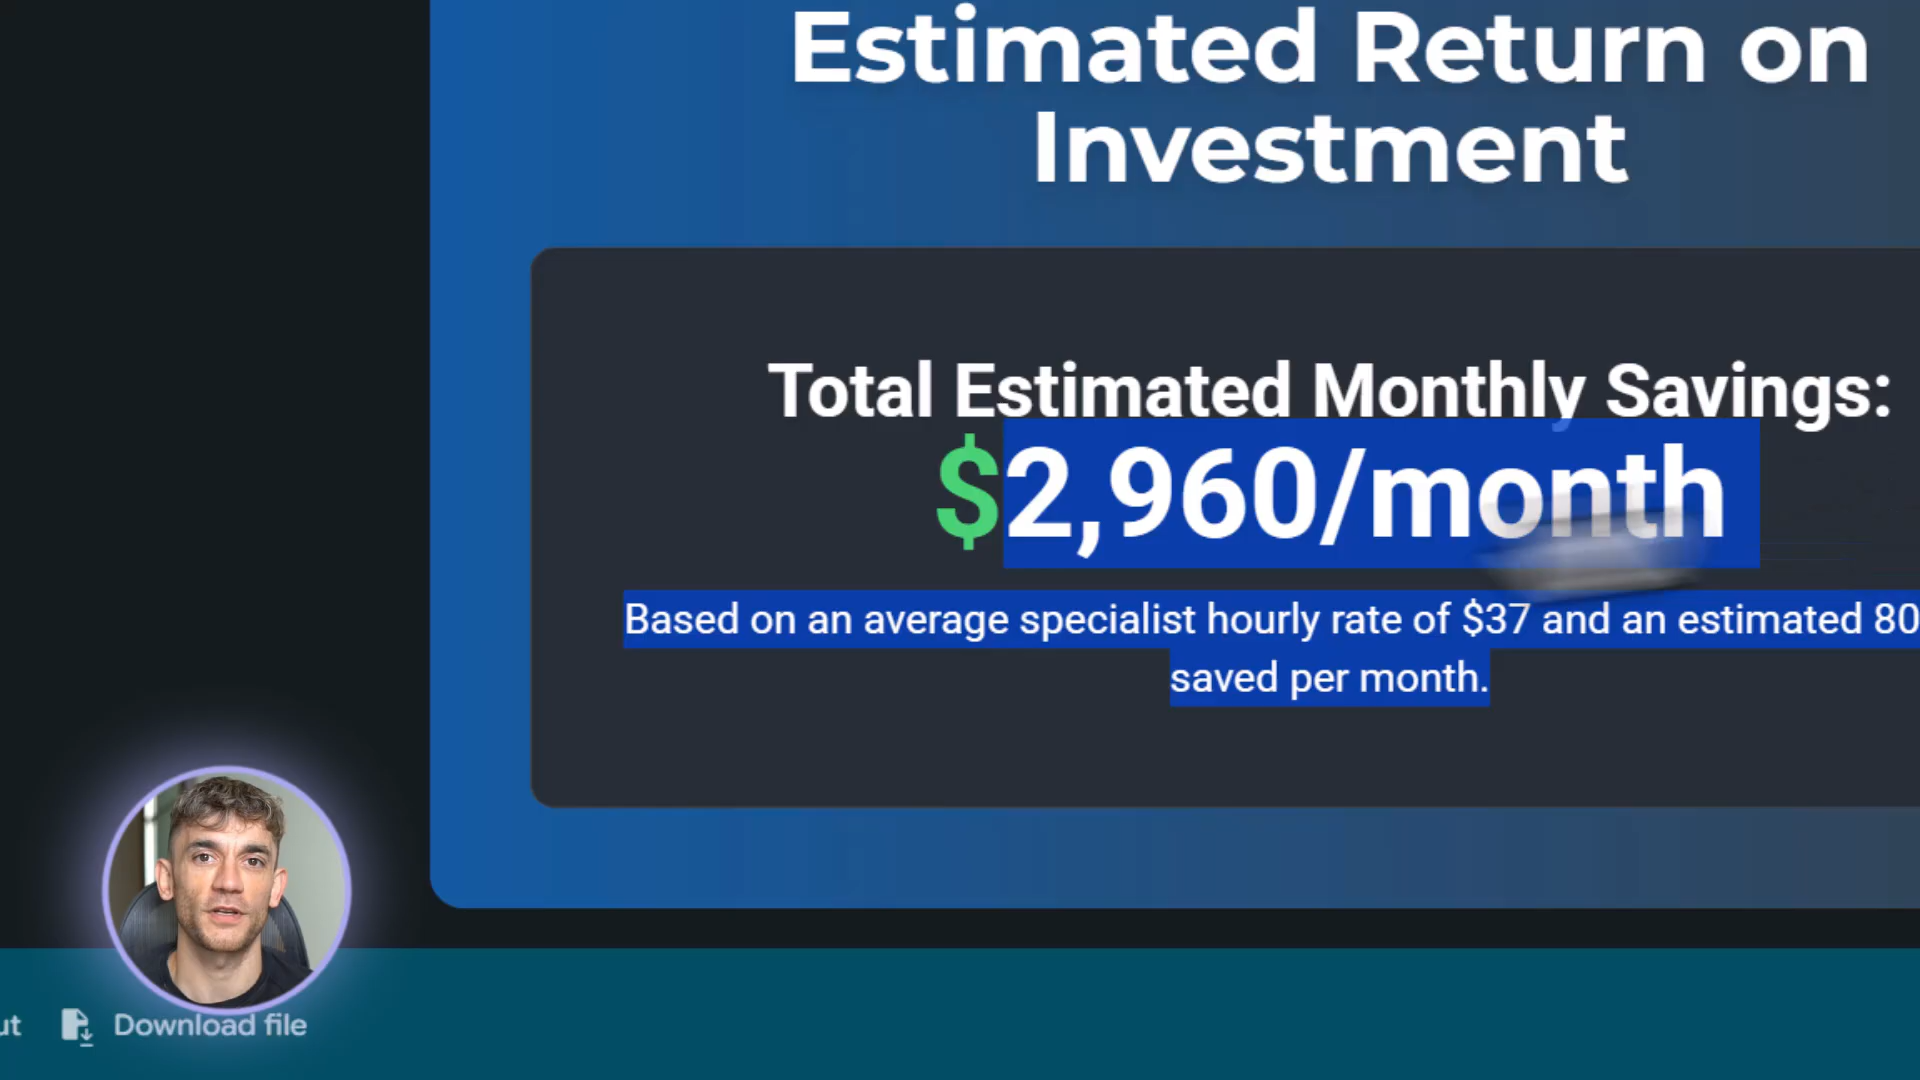 Estimated Return on
Investment
Total Estimated Monthly Savings:
$2,960/month
Based on an average specialist hourly rate of $37 and an estimated 80
saved per month.
ut
Download file